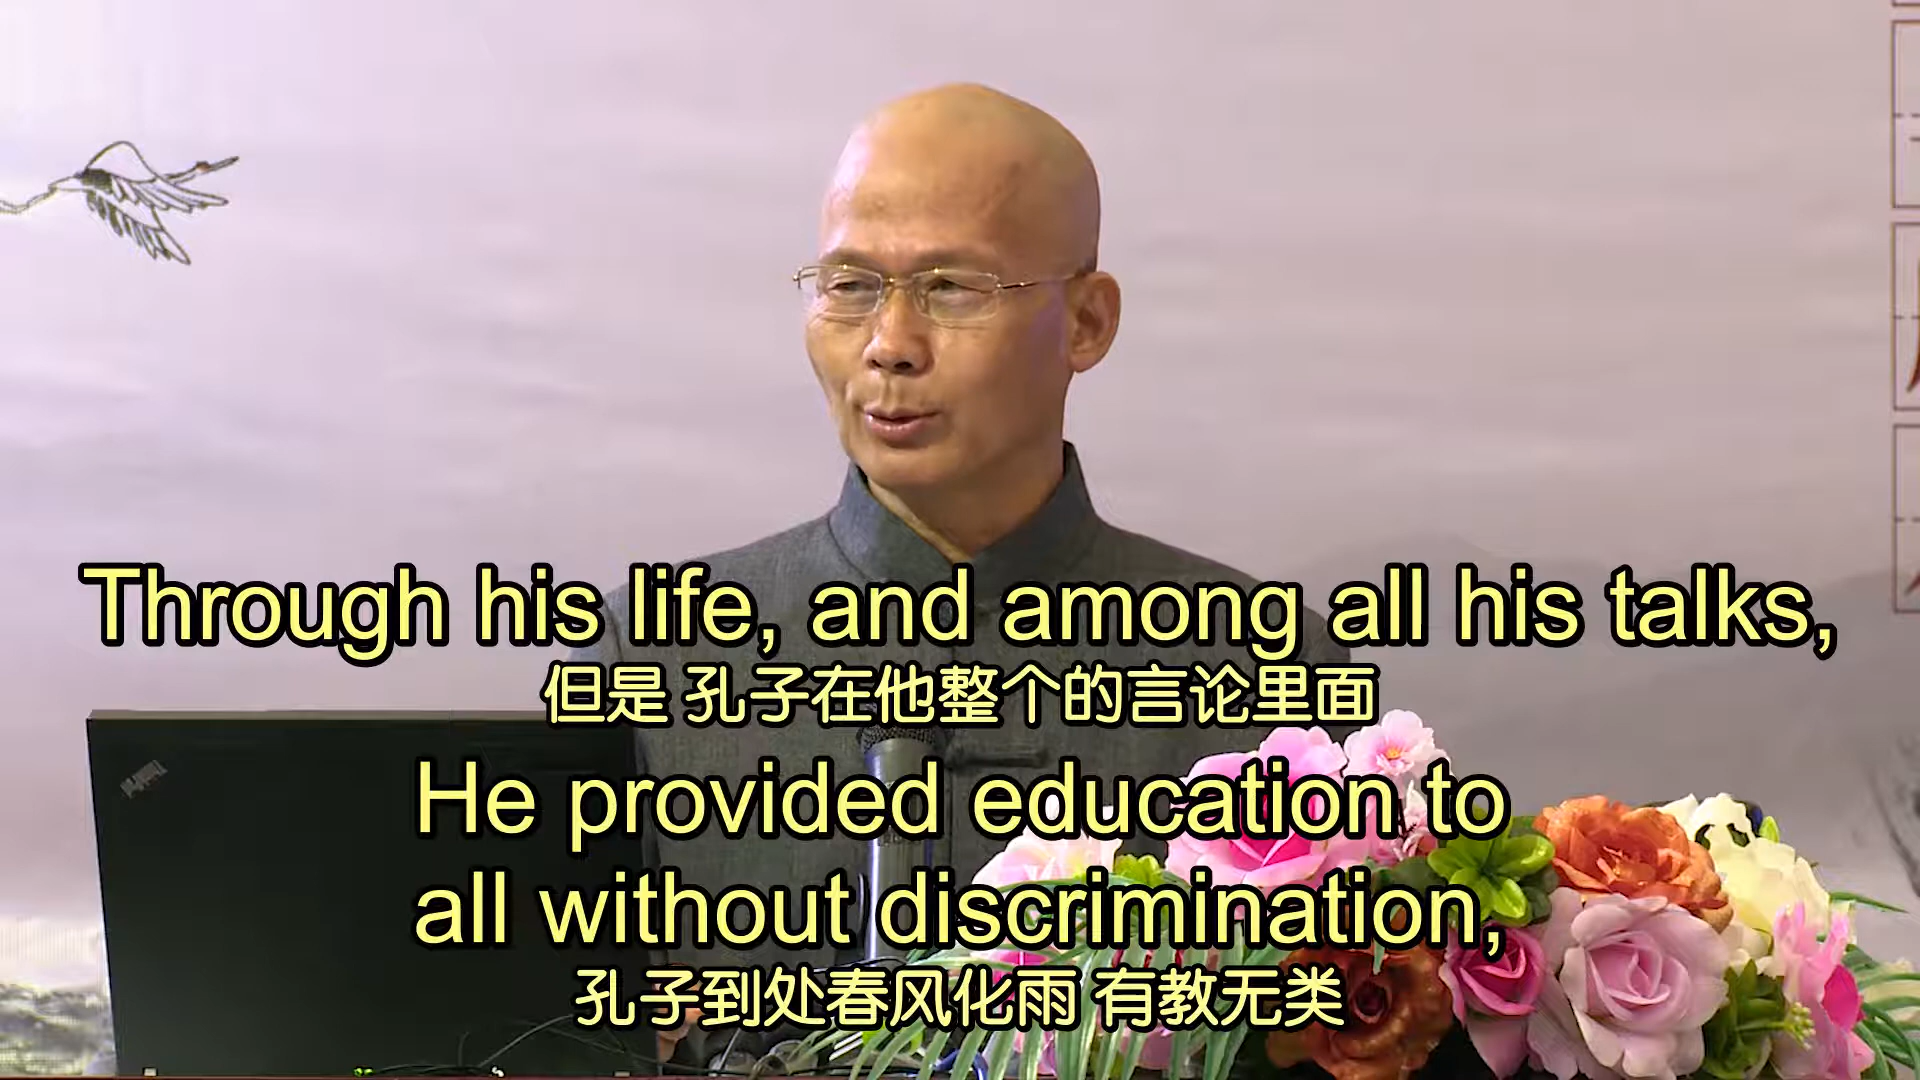 Through his life, and among all his talks,
但是 孔子在他整个的言论里面
He provided education to
all without discrimination,
孔子到处春风化雨 有教无类